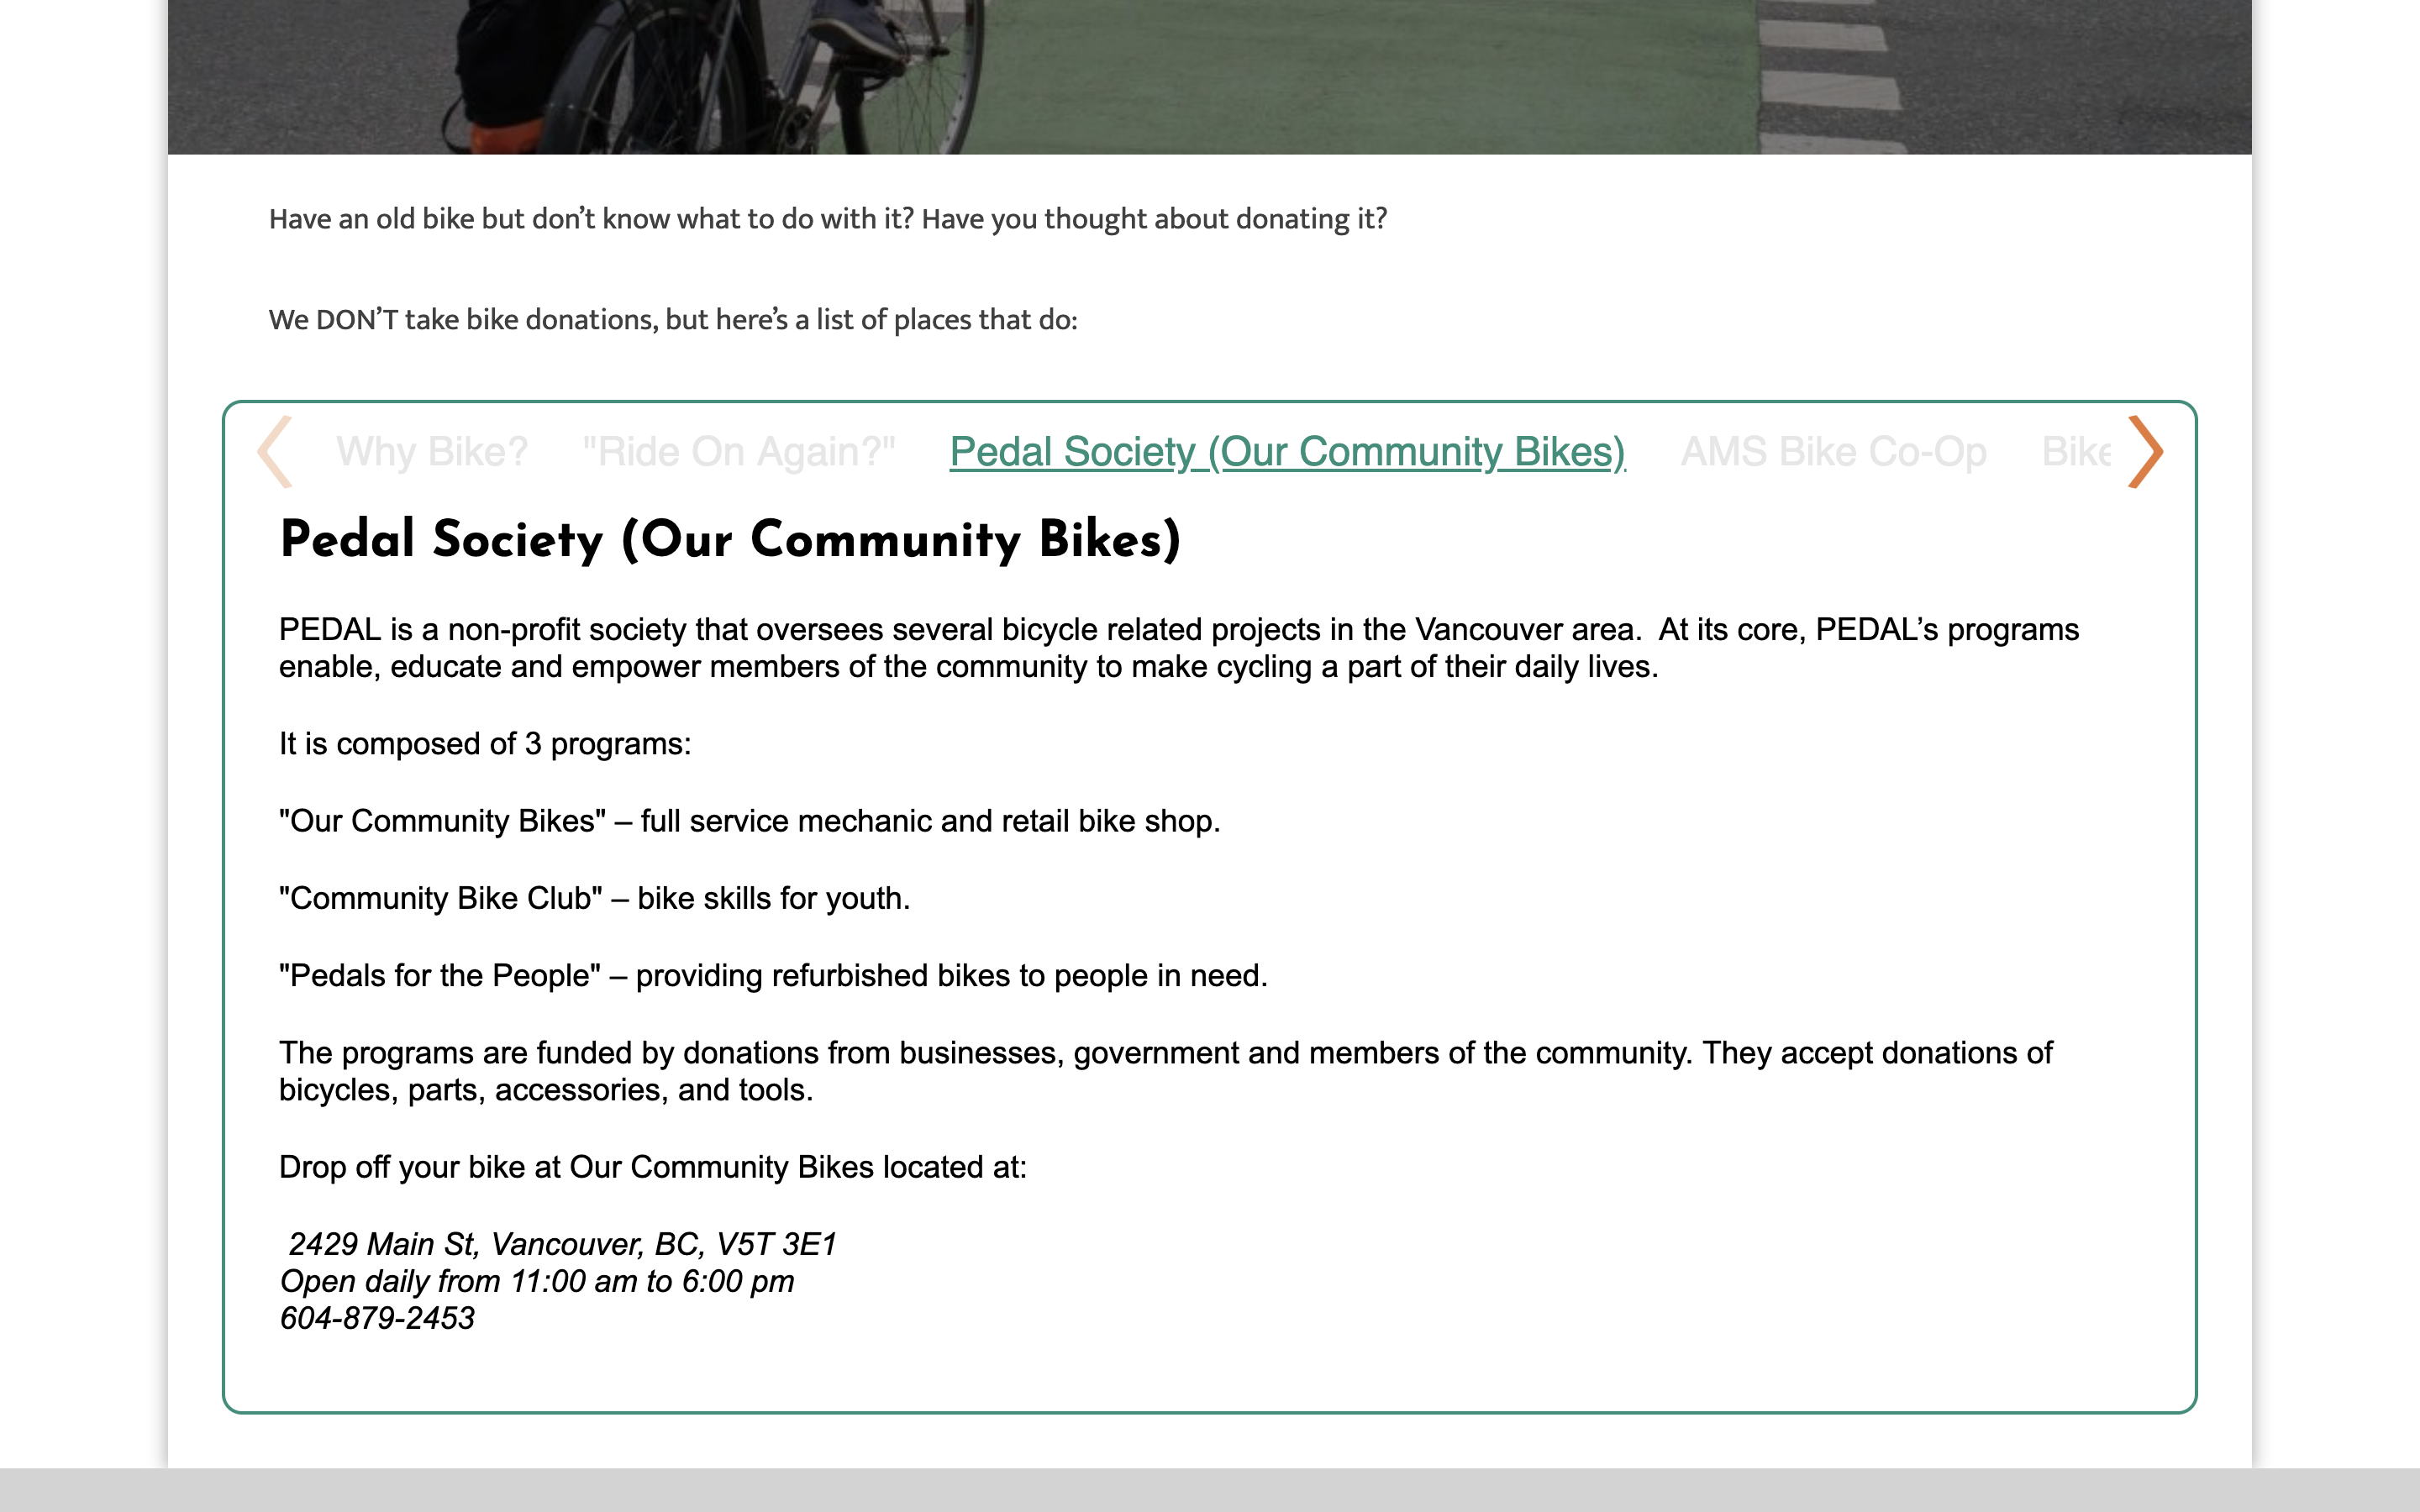 Have an old bike but don’t know what to do with it? Have you thought about donating it?
We DON’T take bike donations, but here’s a list of places that do:
Why Bike? "Ride On Again?" Pedal Society (Our Community Bikes) AMS Bike Co-Op Bike
Pedal Society (Our Community Bikes)
PEDAL is a non-profit society that oversees several bicycle related projects in the Vancouver area.  At its core, PEDAL’s programs
enable, educate and empower members of the community to make cycling a part of their daily lives.
It is composed of 3 programs:
"Our Community Bikes" – full service mechanic and retail bike shop.
"Community Bike Club" – bike skills for youth.
"Pedals for the People" – providing refurbished bikes to people in need.
The programs are funded by donations from businesses, government and members of the community. They accept donations of
bicycles, parts, accessories, and tools.
Drop off your bike at Our Community Bikes located at:
2429 Main St, Vancouver, BC, V5T 3E1
Open daily from 11:00 am to 6:00 pm
604-879-2453